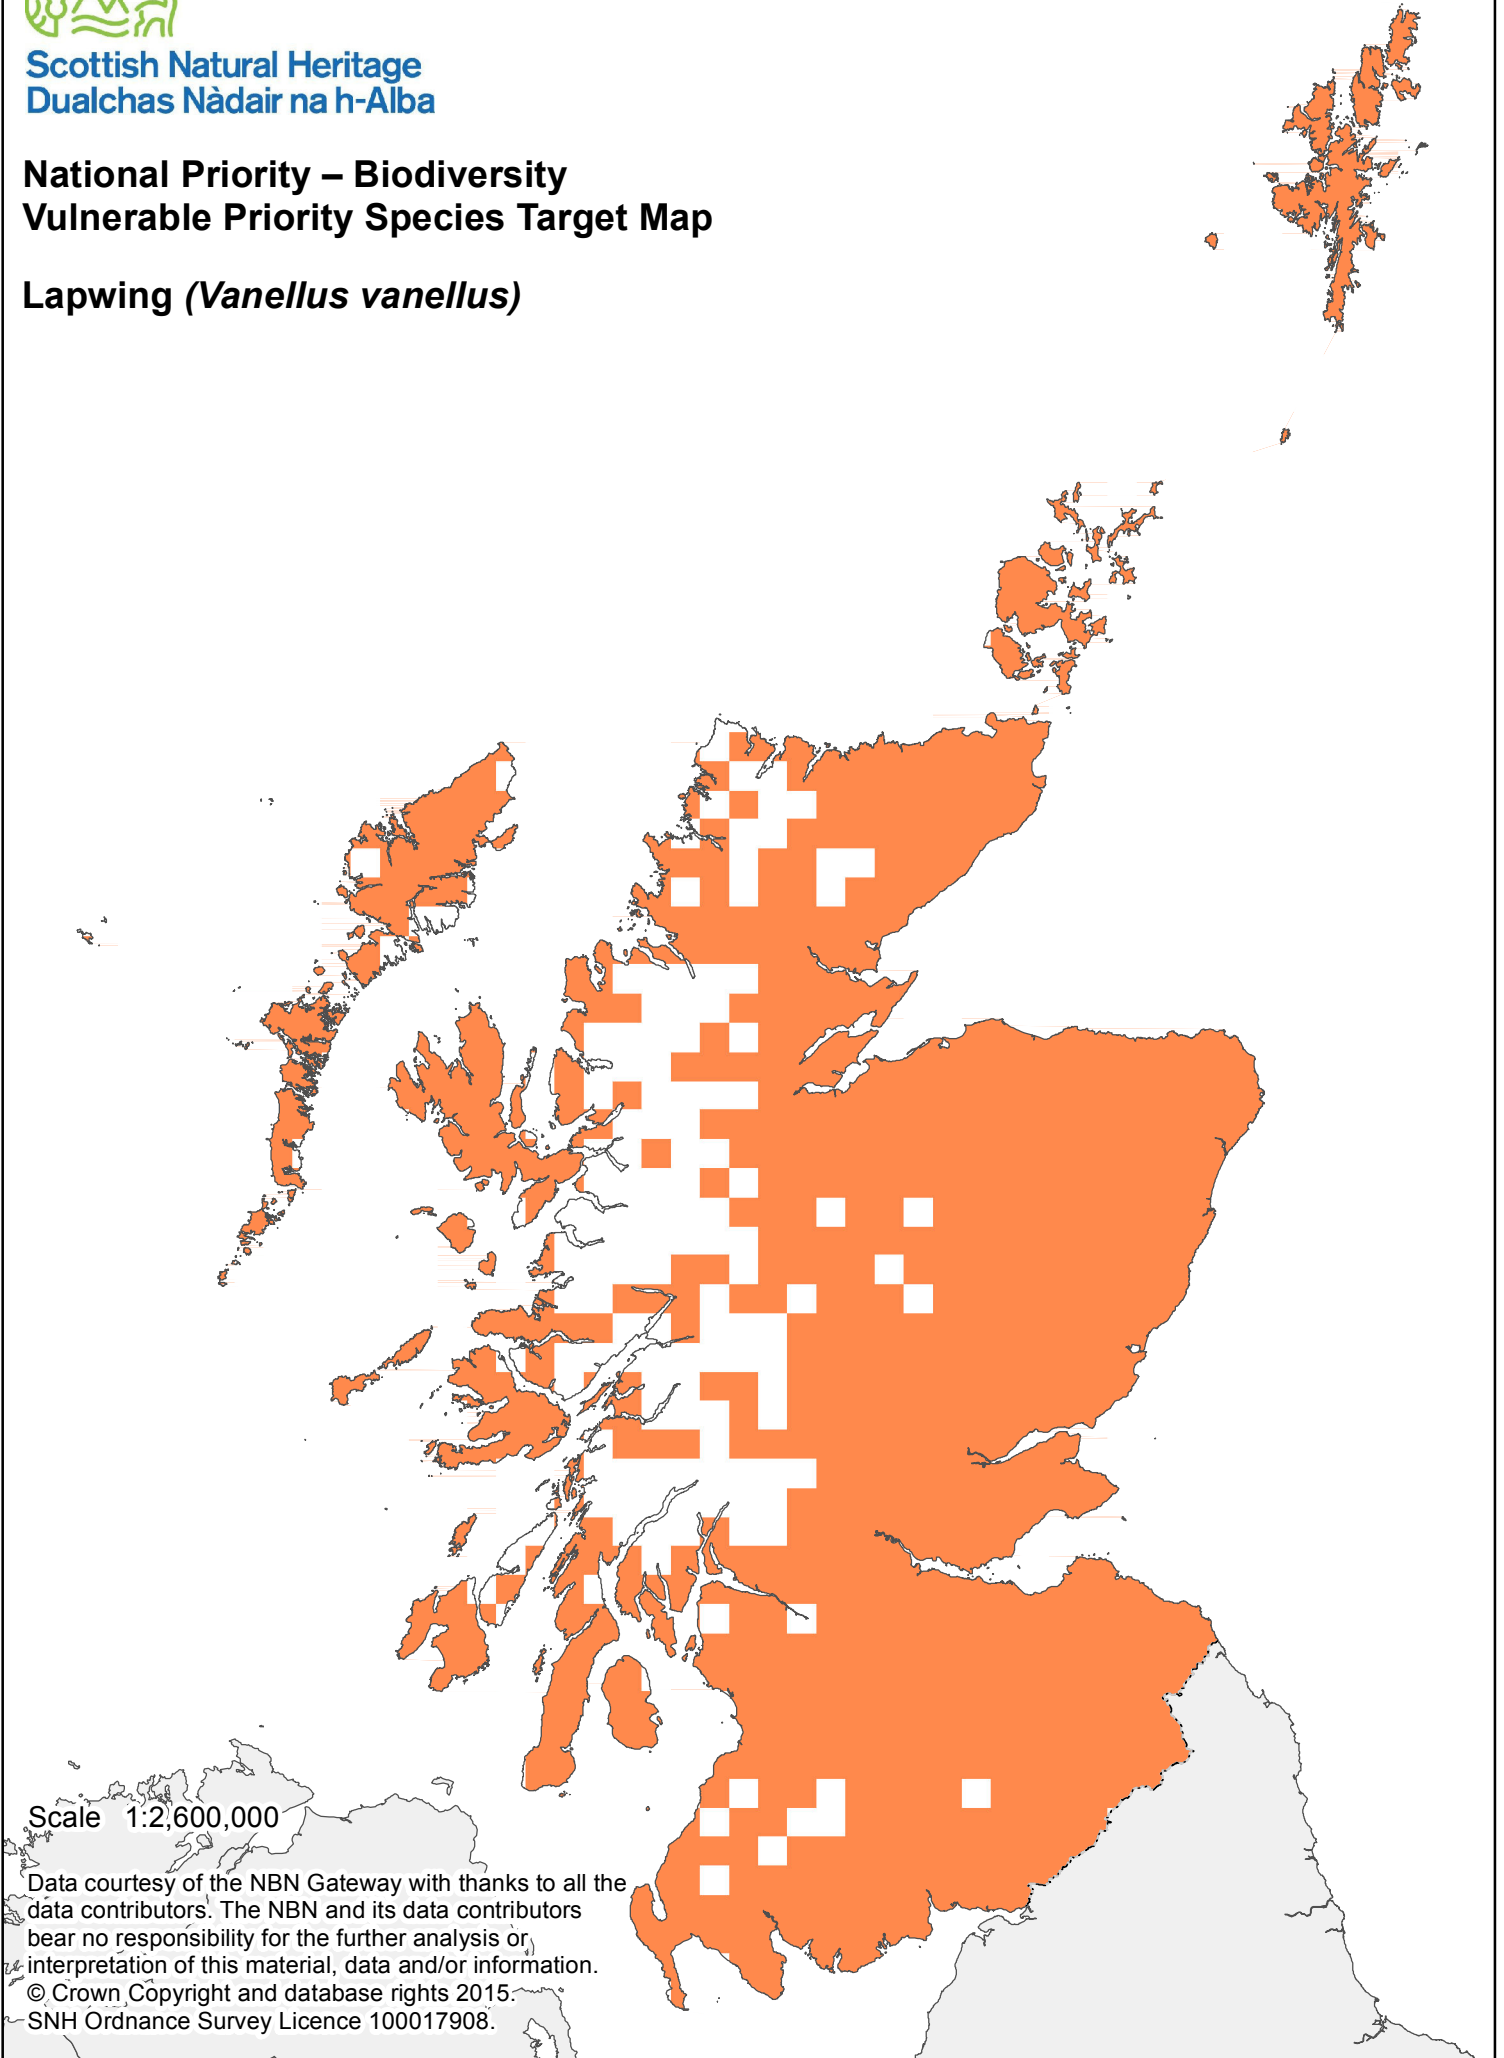 Scottish Natural Heritage
Dualchas Nàdair na h-Alba
National Priority – Biodiversity
Vulnerable Priority Species Target Map
Lapwing (Vanellus vanellus)
Scale 1:2,600,000
Data courtesy of the NBN Gateway with thanks to all the
data contributors. The NBN and its data contributors
bear no responsibility for the further analysis or
interpretation of this material, data and/or information.
© Crown Copyright and database rights 2015.
SNH Ordnance Survey Licence 100017908.